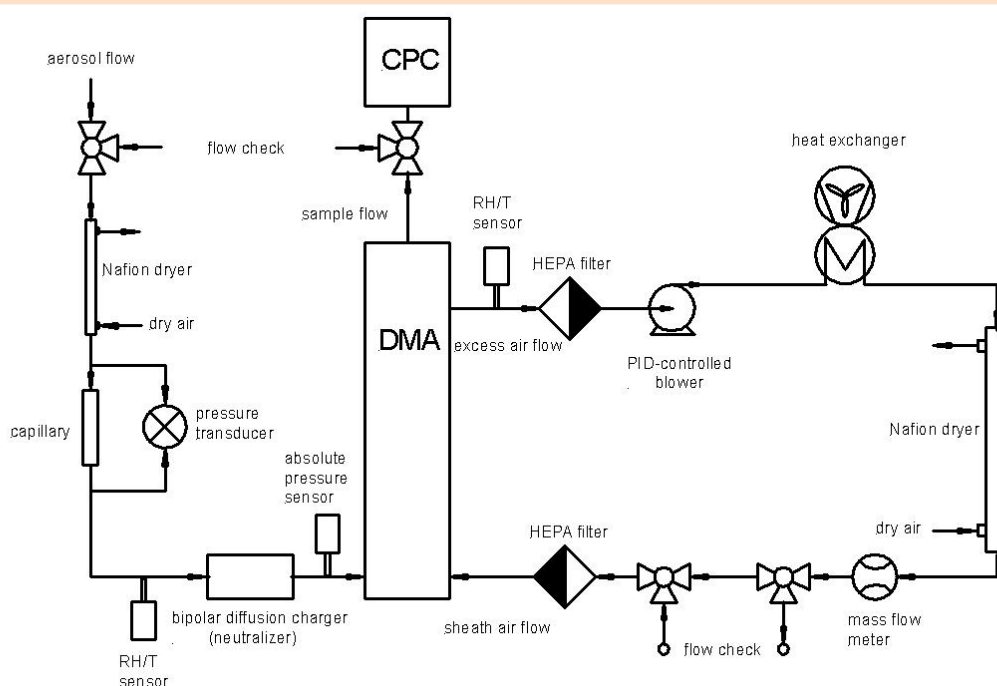 CPC
aerosol flow
flow check
heat exchanger
RH/T
sensor
sample flow
HEPA filter
Nafion dryer
dry air
DMA
excess air flow
PID-controlled
blower
capillary
pressure
transducer
Nafion dryer
absolute
pressure
sensor
HEPA filter
dry air
bipolar diffusion charger
(neutralizer)
sheath air flow
flow check
mass flow
meter
RH/T
sensor